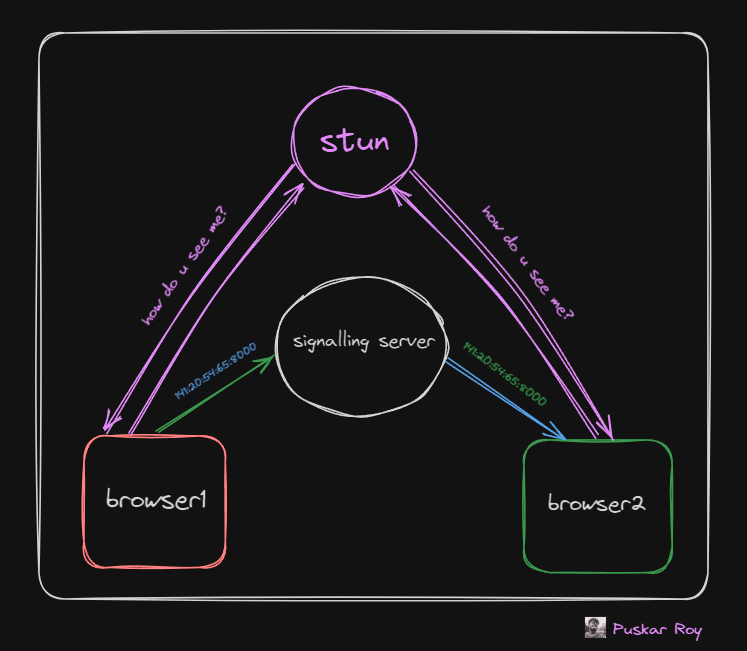 stun
how do u see me?
how do u see me?
signalling server
141:20:54:65:8000
141:20:54:65:8000
browser1
browser2
Puskar Roy